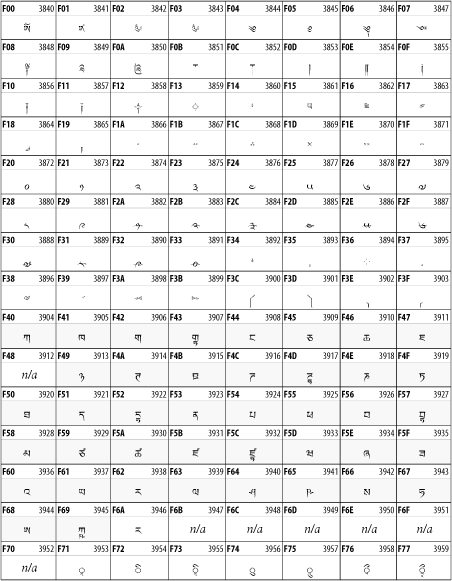 F00 3840 F01 3841 F02 3842 F03 3843 F04 3844 F05 3845 F06 3846 F07 3847
ༀ ༁ ༂ ༃ ༄ ༅ ༆ ༇
F08 3848 F09 3849 F0A 3850 F0B 3851 F0C 3852 F0D 3853 F0E 3854 F0F 3855
༈ ༉ ༊ ་ ༌ ། ༎ ༏
F10 3856 F11 3857 F12 3858 F13 3859 F14 3860 F15 3861 F16 3862 F17 3863
༐ ༑ ༒ ༓ ༔ ༕ ༖ ༗
F18 3864 F19 3865 F1A 3866 F1B 3867 F1C 3868 F1D 3869 F1E 3870 F1F 3871
༘ ༙ ༚ ༛ ༜ ༝ ༞ ༟
F20 3872 F21 3873 F22 3874 F23 3875 F24 3876 F25 3877 F26 3878 F27 3879
༠ ༡ ༢ ༣ ༤ ༥ ༦ ༧
F28 3880 F29 3881 F2A 3882 F2B 3883 F2C 3884 F2D 3885 F2E 3886 F2F 3887
༨ ༩ ༪ ༫ ༬ ༭ ༮ ༯
F30 3888 F31 3889 F32 3890 F33 3891 F34 3892 F35 3893 F36 3894 F37 3895
༰ ༱ ༲ ༳ ༴ ༵ ༶ ༷
F38 3896 F39 3897 F3A 3898 F3B 3899 F3C 3900 F3D 3901 F3E 3902 F3F 3903
༸ ༹ ༺ ༻ ༼ ༽ ༾ ༿
F40 3904 F41 3905 F42 3906 F43 3907 F44 3908 F45 3909 F46 3910 F47 3911
ཀ ཁ ག གྷ ང ཅ ཆ ཇ
F48 3912 F49 3913 F4A 3914 F4B 3915 F4C 3916 F4D 3917 F4E 3918 F4F 3919
n/a ཉ ཊ ཋ ཌ ཌྷ ཎ ཏ
F50 3920 F51 3921 F52 3922 F53 3923 F54 3924 F55 3925 F56 3926 F57 3927
ཐ ད དྷ ན པ ཕ བ བྷ
F58 3928 F59 3929 F5A 3930 F5B 3931 F5C 3932 F5D 3933 F5E 3934 F5F 3935
མ ཙ ཚ ཛ ཛྷ ཝ ཞ ཟ
F60 3936 F61 3937 F62 3938 F63 3939 F64 3940 F65 3941 F66 3942 F67 3943
འ ཡ ར ལ ཤ ཥ ས ཧ
F68 3944 F69 3945 F6A 3946 F6B 3947 F6C 3948 F6D 3949 F6E 3950 F6F 3951
ཨ ཀྵ ཪ n/a n/a n/a n/a n/a
F70 3952 F71 3953 F72 3954 F73 3955 F74 3956 F75 3957 F76 3958 F77 3959
n/a ཱ ི ཱི ུ ཱུ ྲྀ ཷ